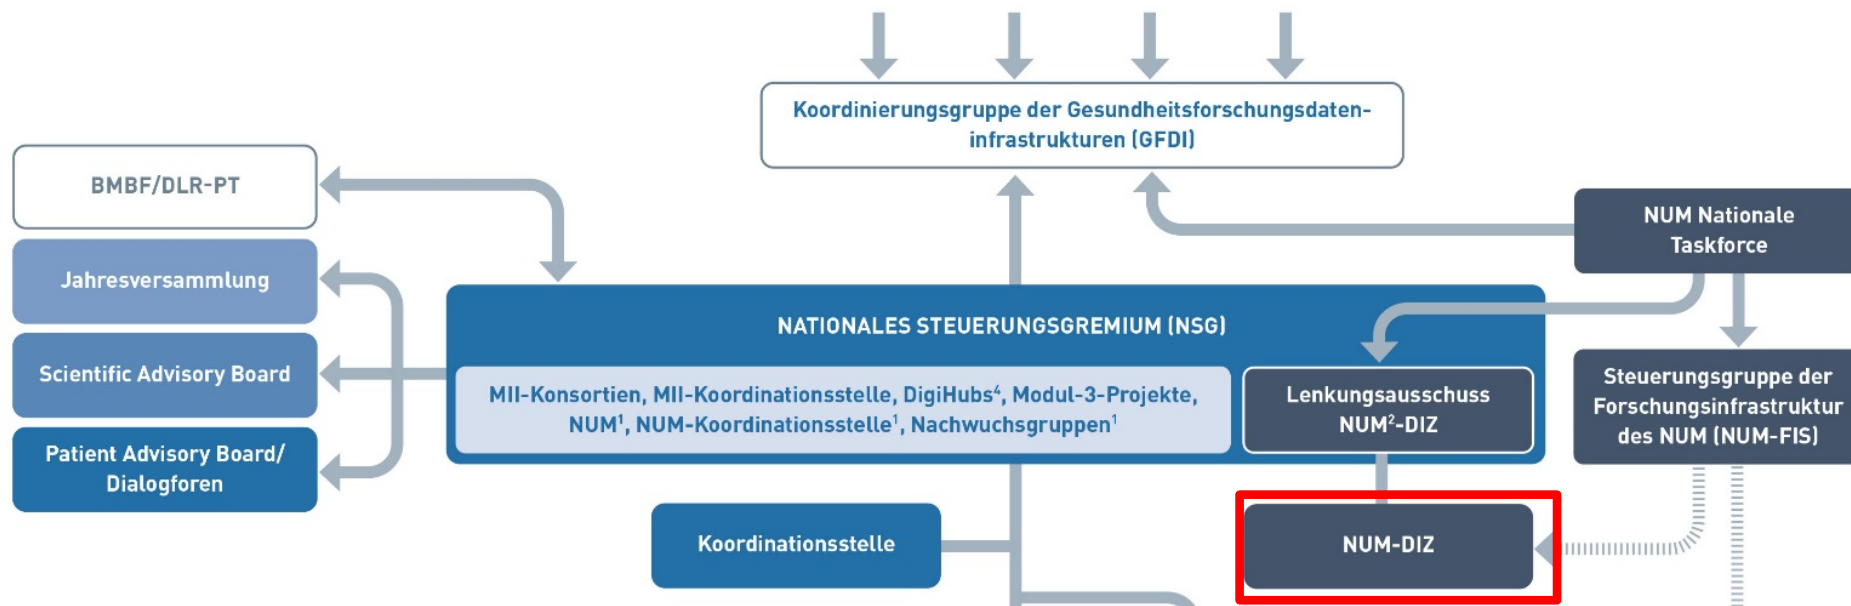 Koordinierungsgruppe der Gesundheitsforschungsdaten-
infrastrukturen (GFDI)
BMBF/DLR-PT
NUM Nationale
Taskforce
Jahresversammlung
NATIONALES STEUERUNGSGREMIUM (NSG)
Scientific Advisory Board
MII-Konsortien, MII-Koordinationsstelle, DigiHubs⁴, Modul-3-Projekte,
NUM¹, NUM-Koordinationsstelle¹, Nachwuchsgruppen¹
Lenkungsausschuss
NUM²-DIZ
Steuerungsgruppe der
Forschungsinfrastruktur
des NUM (NUM-FIS)
Patient Advisory Board/
Dialogforen
Koordinationsstelle
NUM-DIZ